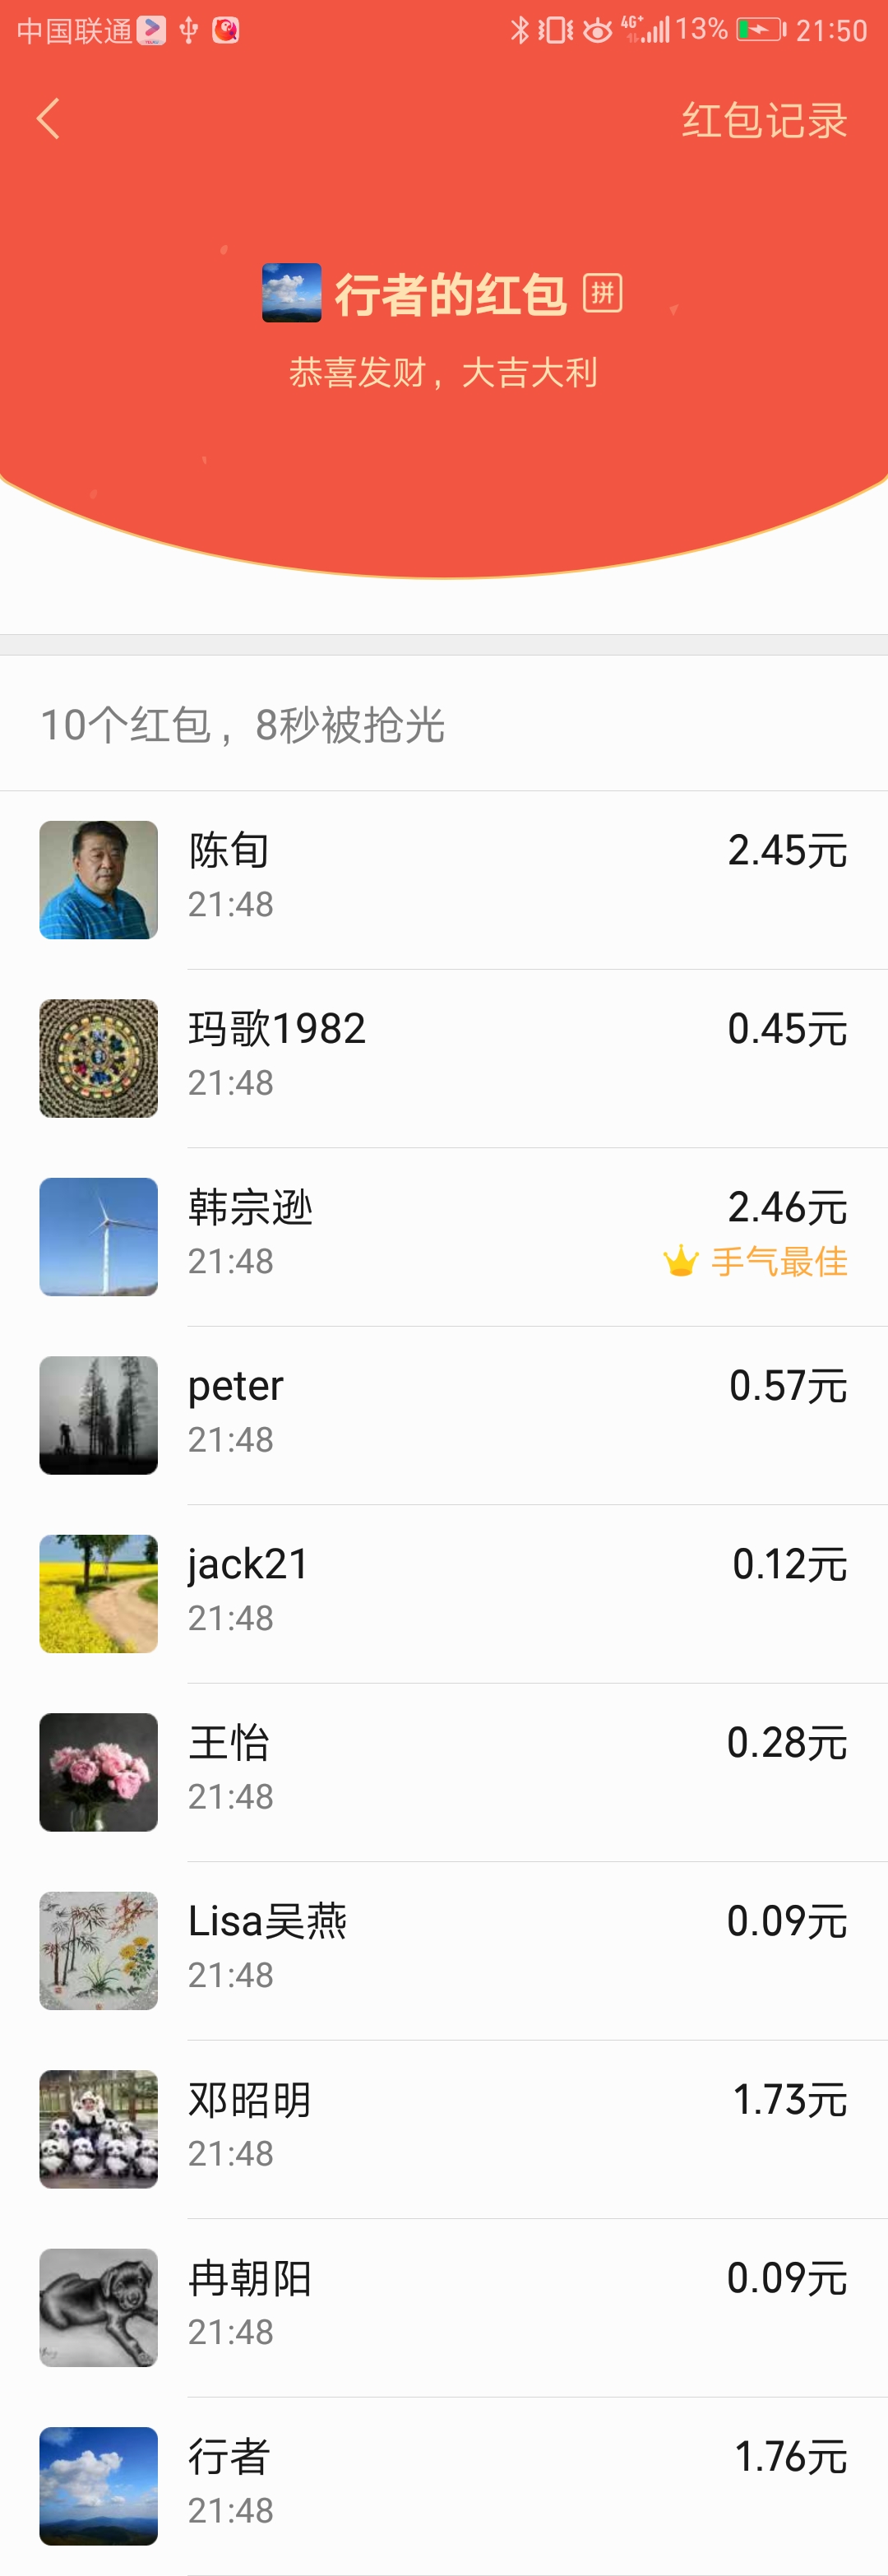 中国联通 4G+ 13% 21:50
红包记录
行者的红包 拼
恭喜发财，大吉大利
10个红包，8秒被抢光
陈旬 2.45元
21:48
玛歌1982 0.45元
21:48
韩宗逊 2.46元
21:48 手气最佳
peter 0.57元
21:48
jack21 0.12元
21:48
王怡 0.28元
21:48
Lisa吴燕 0.09元
21:48
邓昭明 1.73元
21:48
冉朝阳 0.09元
21:48
行者 1.76元
21:48